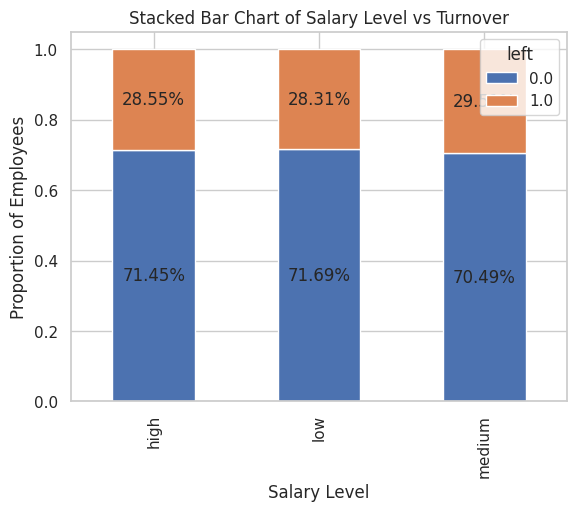 Stacked Bar Chart of Salary Level vs Turnover
left
0.0
1.0
1.0
0.8
0.6
0.4
0.2
0.0
Proportion of Employees
28.55%
28.31%
71.45%
71.69%
70.49%
high
low
medium
Salary Level